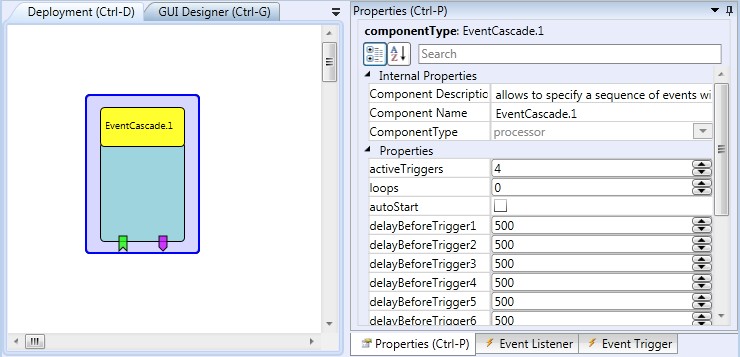 Deployment (Ctrl-D)
GUI Designer (Ctrl-G)
EventCascade.1
Properties (Ctrl-P)
componentType: EventCascade.1
A
Z
Search
Internal Properties
Component Descriptio allows to specify a sequence of events wi
Component Name EventCascade.1
ComponentType processor
Properties
activeTriggers 4
loops 0
autoStart
delayBeforeTrigger1 500
delayBeforeTrigger2 500
delayBeforeTrigger3 500
delayBeforeTrigger4 500
delayBeforeTrigger5 500
delayBeforeTrigger6 500
Properties (Ctrl-P) Event Listener Event Trigger